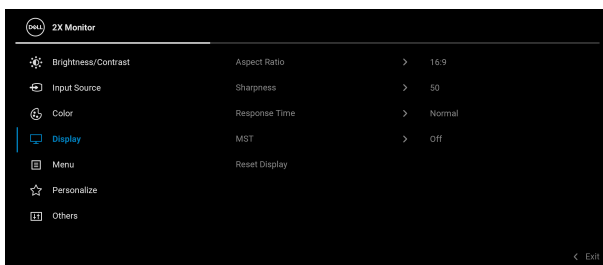 DELL 2X Monitor
Brightness/Contrast Aspect Ratio > 16:9
Input Source Sharpness > 50
Color Response Time > Normal
Display MST > Off
Menu Reset Display
Personalize
Others
< Exit